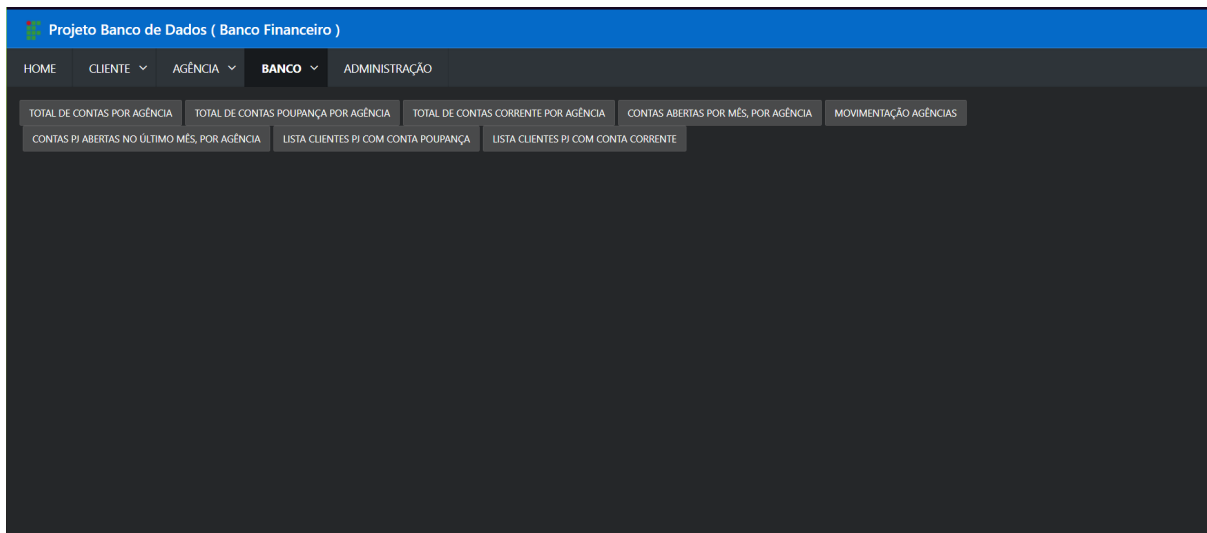 Projeto Banco de Dados ( Banco Financeiro )
HOME CLIENTE AGÊNCIA BANCO ADMINISTRAÇÃO
TOTAL DE CONTAS POR AGÊNCIA TOTAL DE CONTAS POUPANÇA POR AGÊNCIA TOTAL DE CONTAS CORRENTE POR AGÊNCIA CONTAS ABERTAS POR MÊS, POR AGÊNCIA MOVIMENTAÇÃO AGÊNCIAS
CONTAS PJ ABERTAS NO ÚLTIMO MÊS, POR AGÊNCIA LISTA CLIENTES PJ COM CONTA POUPANÇA LISTA CLIENTES PJ COM CONTA CORRENTE